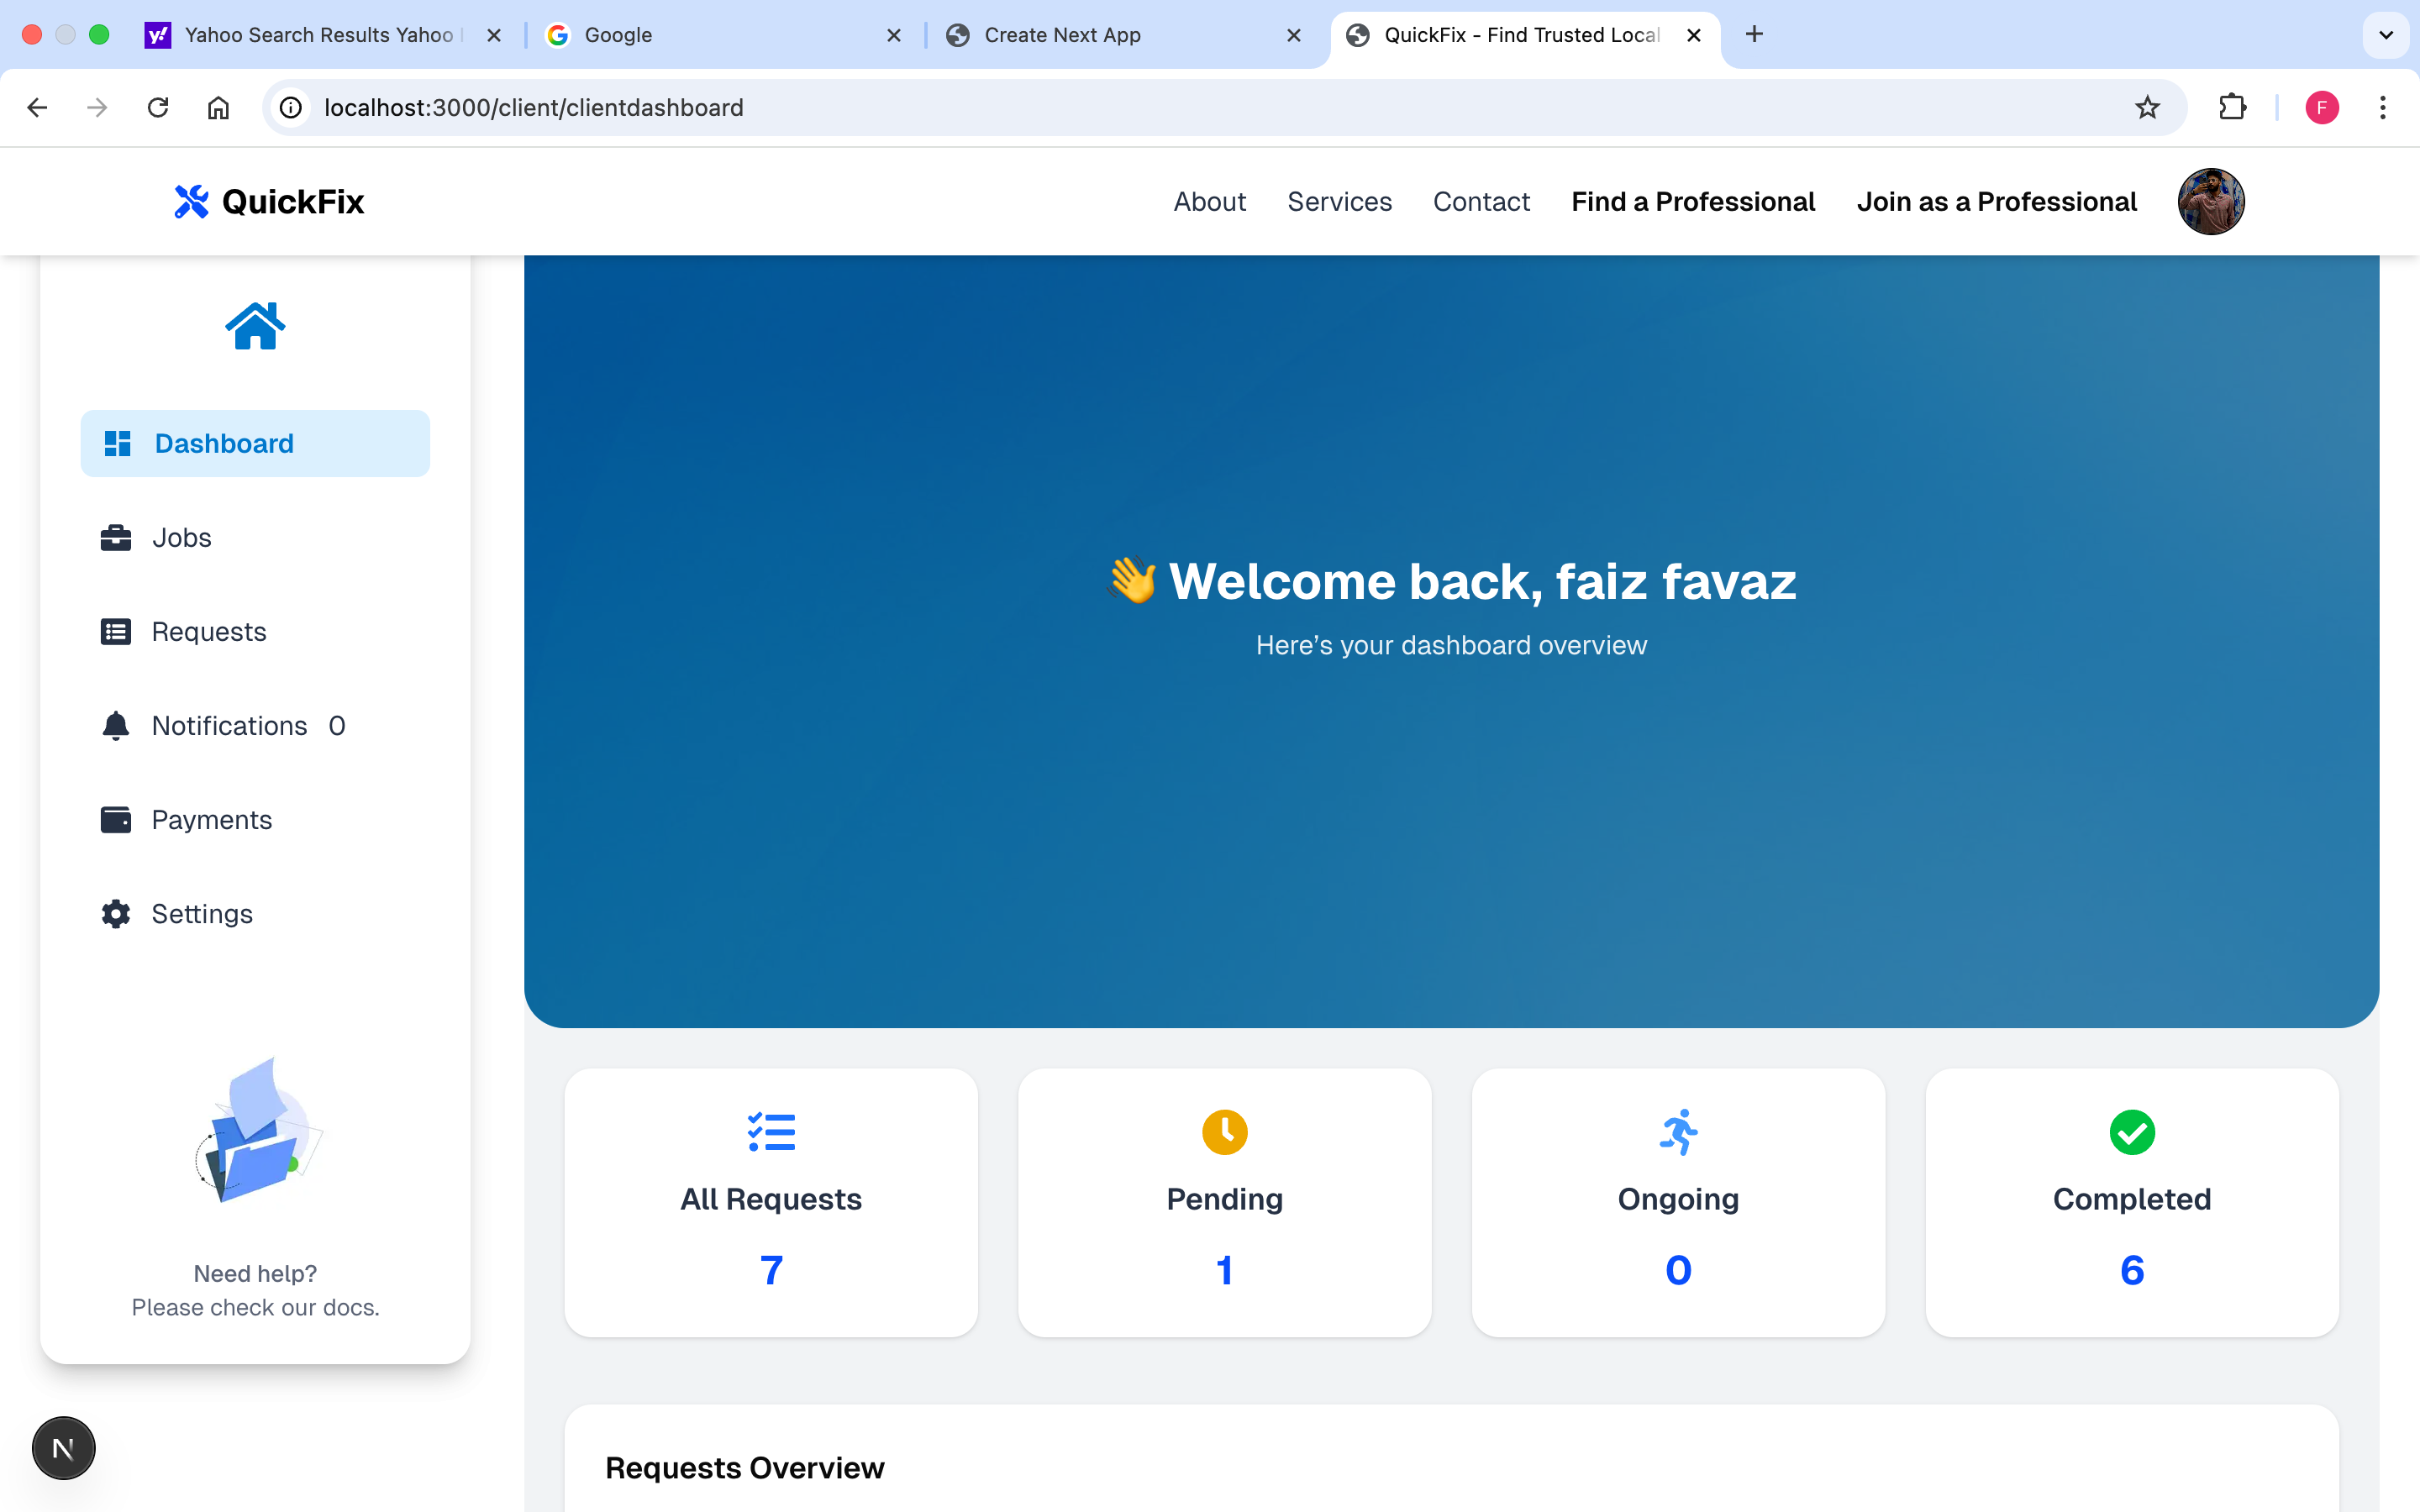 Yahoo Search Results Yahoo
Google
Create Next App
QuickFix - Find Trusted Local
localhost:3000/client/clientdashboard
F
QuickFix
About
Services
Contact
Find a Professional
Join as a Professional
Dashboard
Jobs
Requests
Notifications 0
Payments
Settings
Need help?
Please check our docs.
N
👋 Welcome back, faiz favaz
Here’s your dashboard overview
All Requests
7
Pending
1
Ongoing
0
Completed
6
Requests Overview